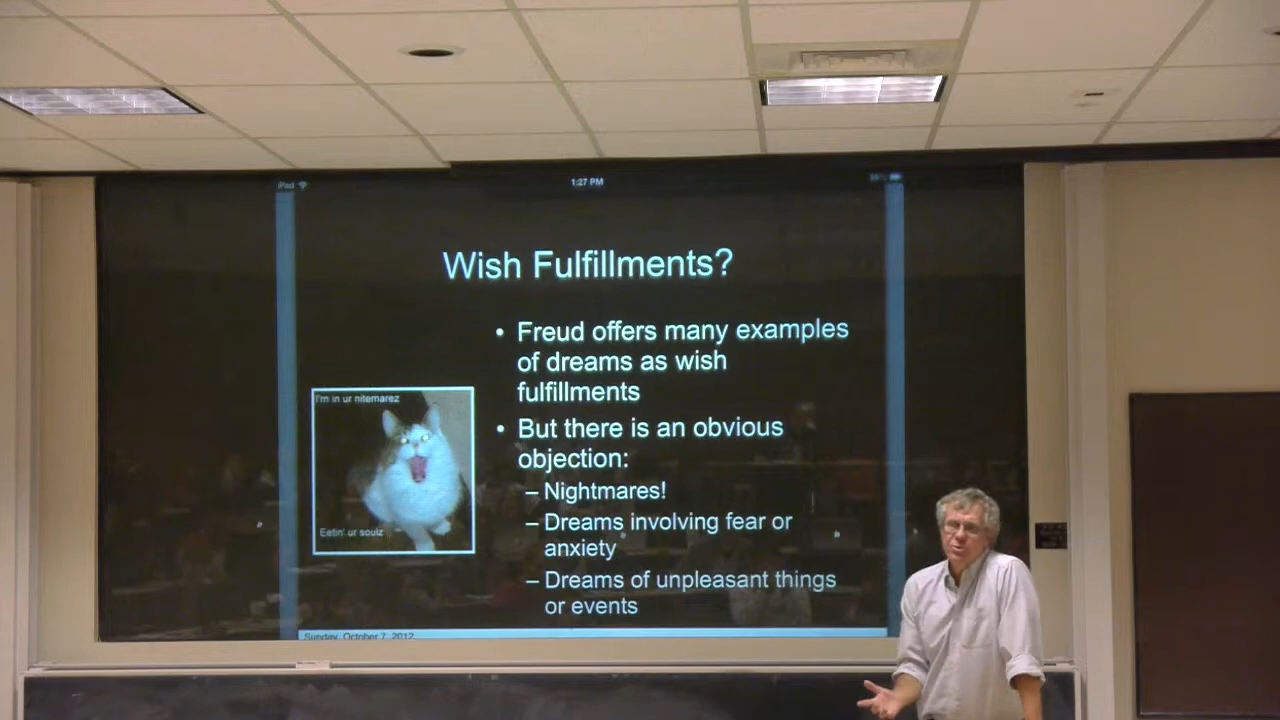 iPad
1:27 PM
Wish Fulfillments?
• Freud offers many examples
of dreams as wish
fulfillments
• But there is an obvious
objection:
– Nightmares!
– Dreams involving fear or
anxiety
– Dreams of unpleasant things
or events
I'm in ur nitemarez
Eetin' ur soulz
Sunday, October 7, 2012